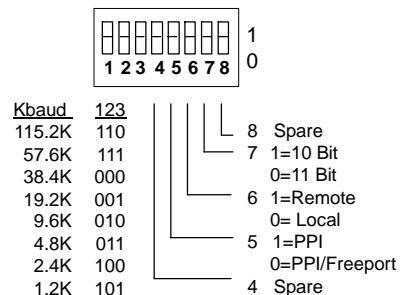 1
0
1 2 3 4 5 6 7 8
Kbaud 123
115.2K 110
57.6K 111
38.4K 000
19.2K 001
9.6K 010
4.8K 011
2.4K 100
1.2K 101
8 Spare
7 1=10 Bit
0=11 Bit
6 1=Remote
0= Local
5 1=PPI
0=PPI/Freeport
4 Spare